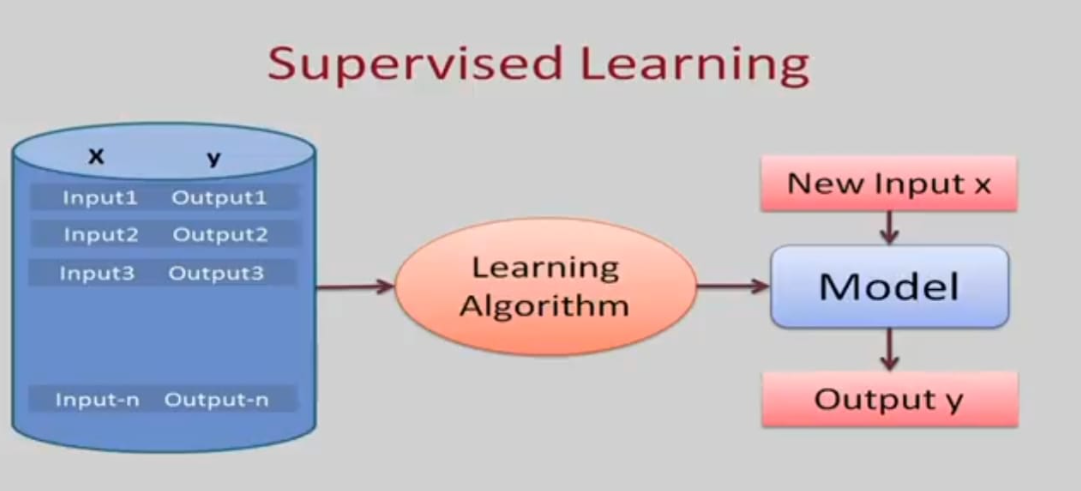 Supervised Learning
x y
Input1 Output1
Input2 Output2
Input3 Output3
Input-n Output-n
Learning
Algorithm
New Input x
Model
Output y